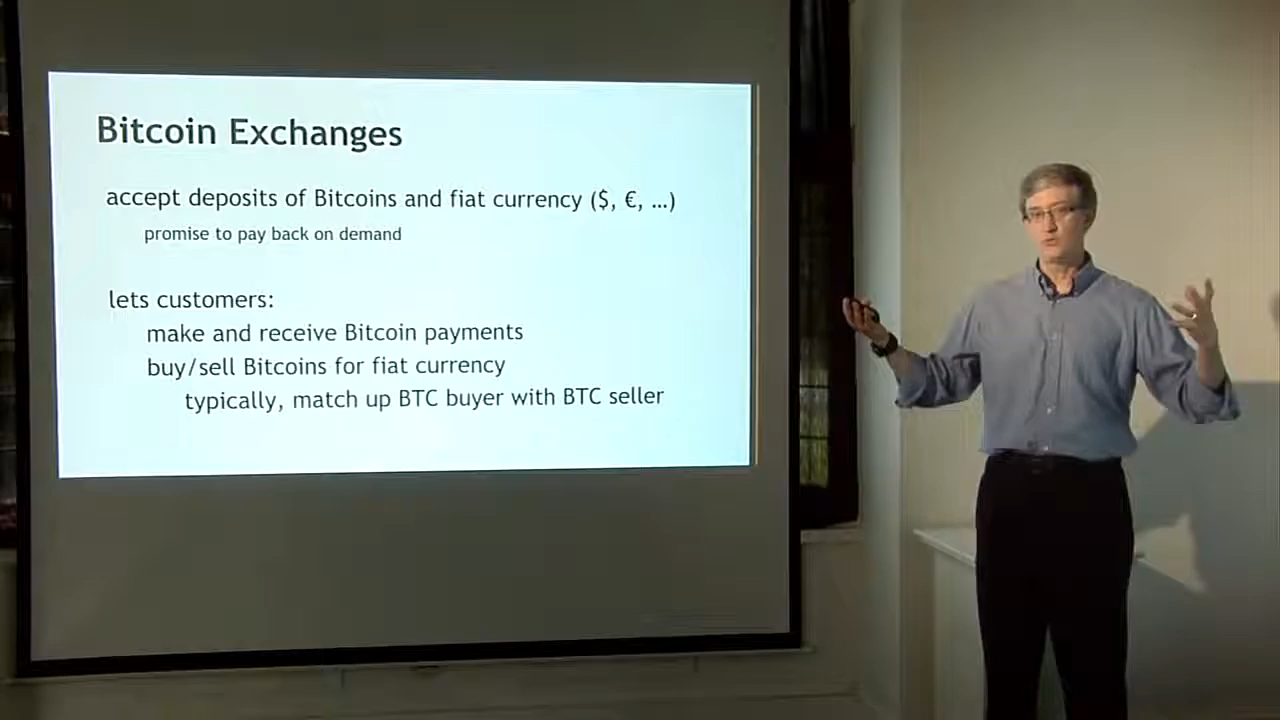 Bitcoin Exchanges
accept deposits of Bitcoins and fiat currency ($, €, …)
promise to pay back on demand
lets customers:
make and receive Bitcoin payments
buy/sell Bitcoins for fiat currency
typically, match up BTC buyer with BTC seller